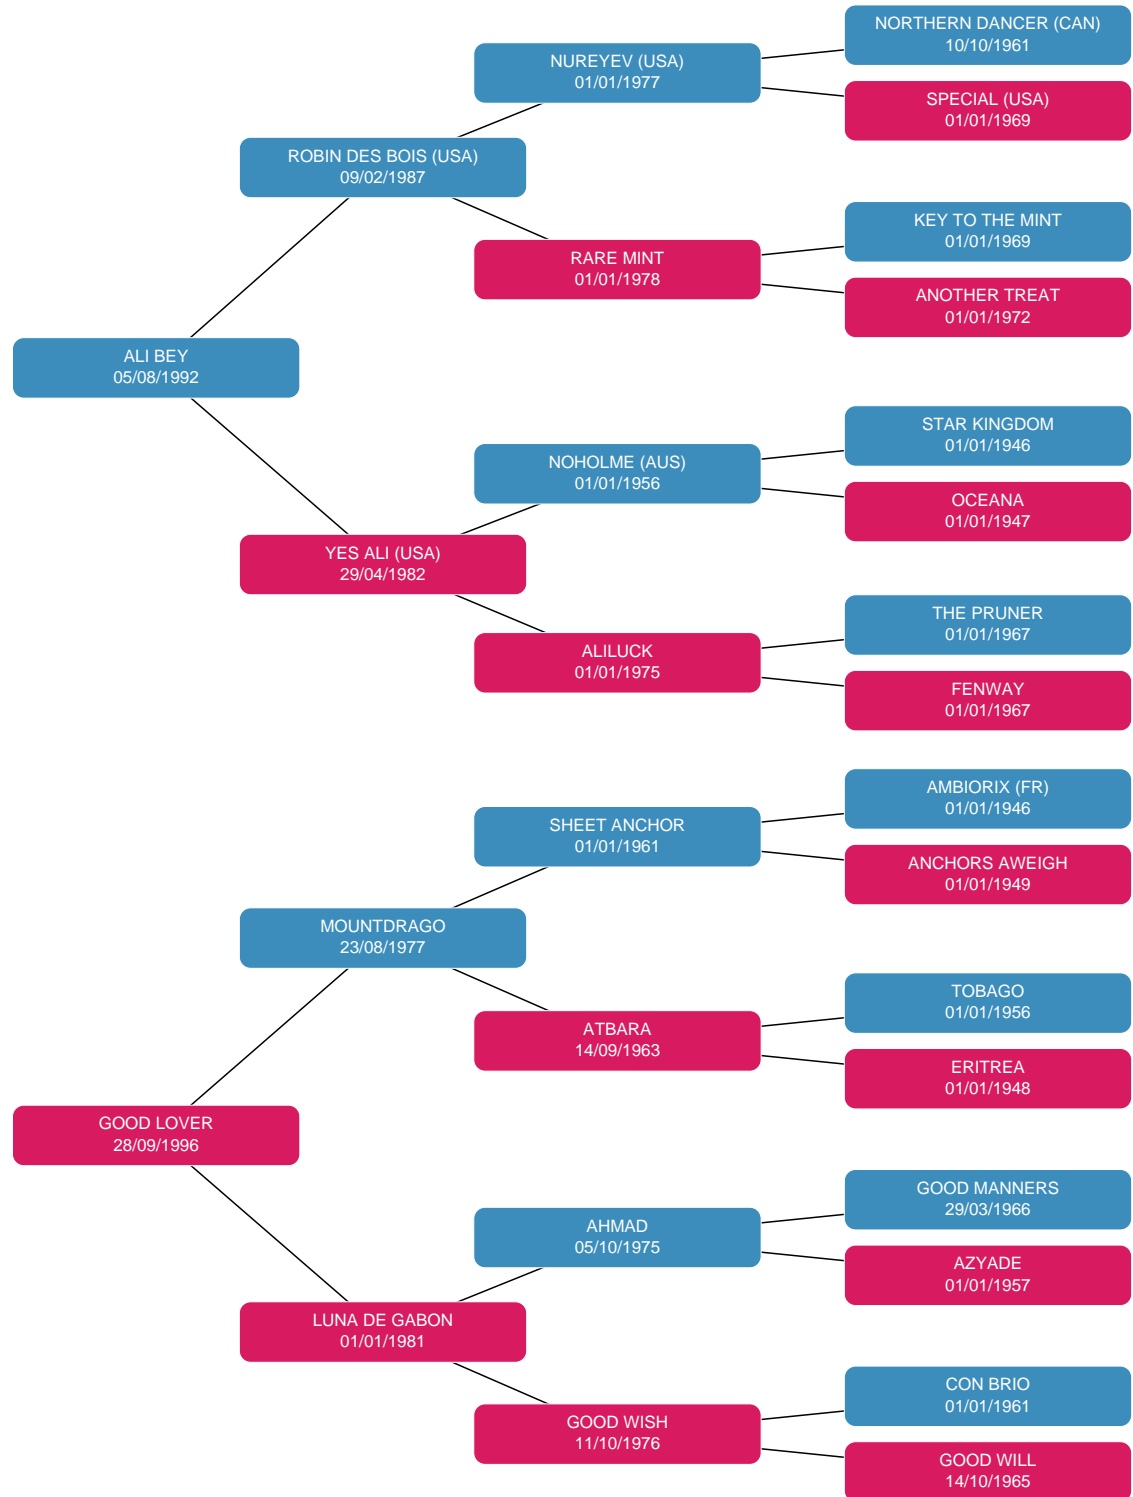 NORTHERN DANCER (CAN)
10/10/1961
NUREYEV (USA)
01/01/1977
SPECIAL (USA)
01/01/1969
ROBIN DES BOIS (USA)
09/02/1987
KEY TO THE MINT
01/01/1969
RARE MINT
01/01/1978
ANOTHER TREAT
01/01/1972
ALI BEY
05/08/1992
STAR KINGDOM
01/01/1946
NOHOLME (AUS)
01/01/1956
OCEANA
01/01/1947
YES ALI (USA)
29/04/1982
THE PRUNER
01/01/1967
ALILUCK
01/01/1975
FENWAY
01/01/1967
AMBIORIX (FR)
01/01/1946
SHEET ANCHOR
01/01/1961
ANCHORS AWEIGH
01/01/1949
MOUNTDRAGO
23/08/1977
TOBAGO
01/01/1956
ATBARA
14/09/1963
ERITREA
01/01/1948
GOOD LOVER
28/09/1996
GOOD MANNERS
29/03/1966
AHMAD
05/10/1975
AZYADE
01/01/1957
LUNA DE GABON
01/01/1981
CON BRIO
01/01/1961
GOOD WISH
11/10/1976
GOOD WILL
14/10/1965